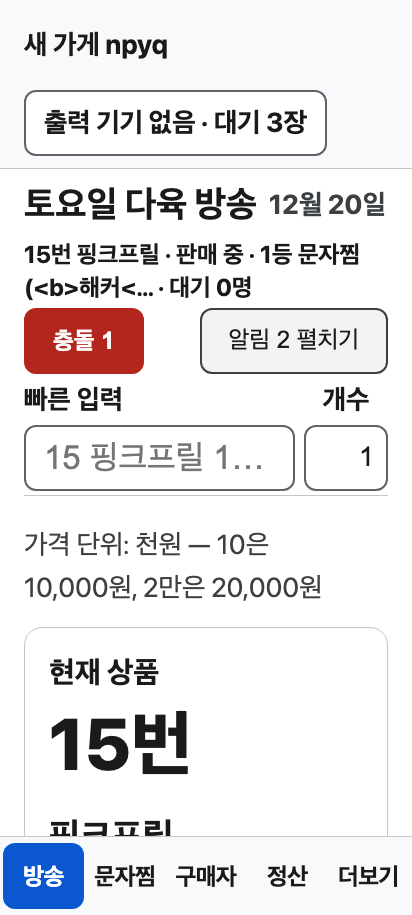 새 가게 npyq
출력 기기 없음 · 대기 3장
토요일 다육 방송 12월 20일
15번 핑크프릴 · 판매 중 · 1등 문자찜
(<b>해커<... · 대기 0명
충돌 1 알림 2 펼치기
빠른 입력 개수
15 핑크프릴 1... 1
가격 단위: 천원 — 10은
10,000원, 2만은 20,000원
현재 상품
15번
핑크프릴
방송 문자찜 구매자 정산 더보기